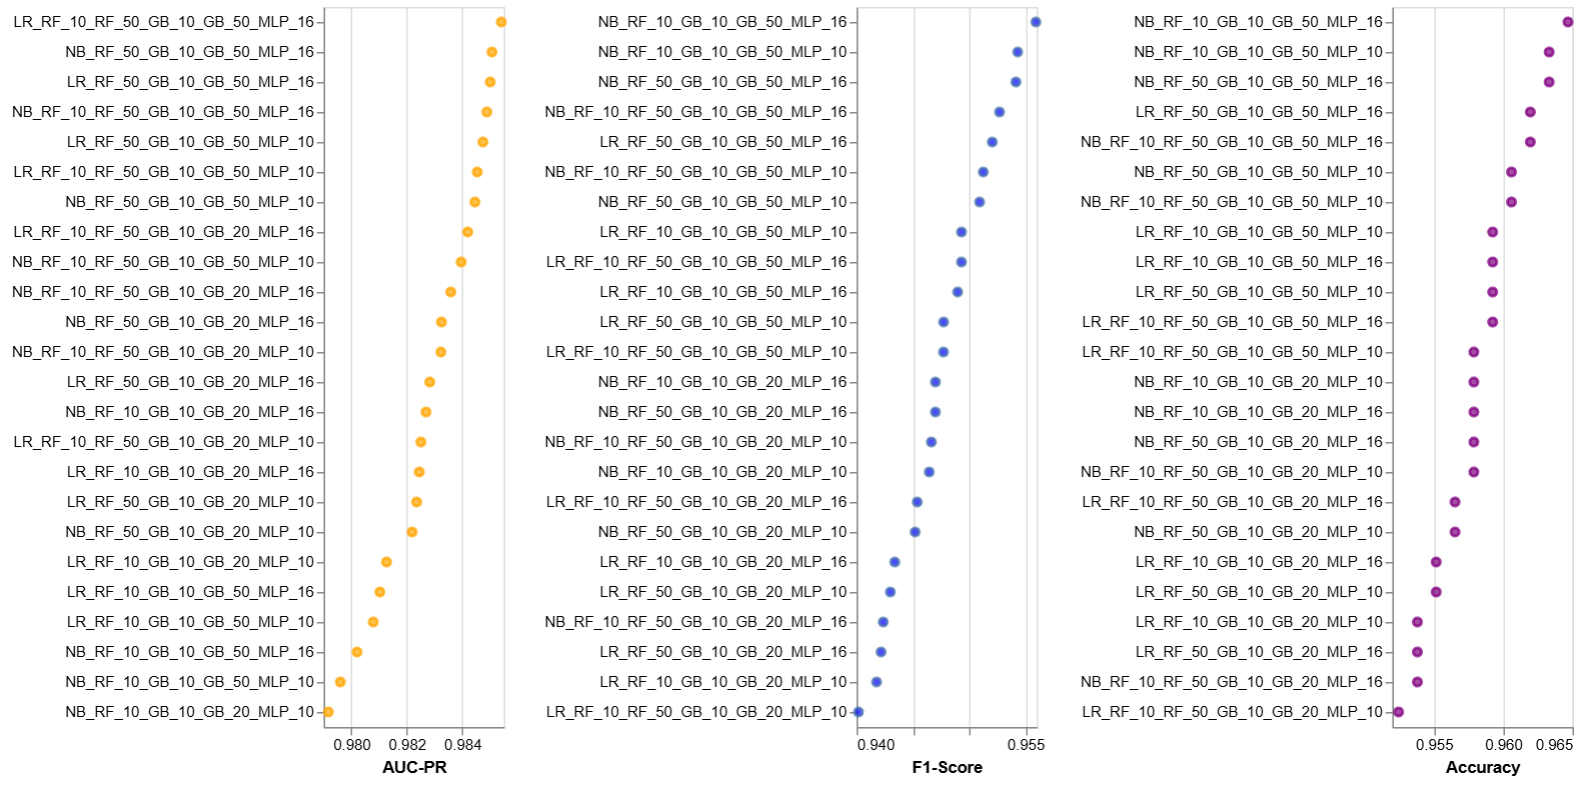 LR_RF_10_RF_50_GB_10_GB_50_MLP_16
NB_RF_50_GB_10_GB_50_MLP_16
LR_RF_50_GB_10_GB_50_MLP_16
NB_RF_10_RF_50_GB_10_GB_50_MLP_16
LR_RF_50_GB_10_GB_50_MLP_10
LR_RF_10_RF_50_GB_10_GB_50_MLP_10
NB_RF_50_GB_10_GB_50_MLP_10
LR_RF_10_RF_50_GB_10_GB_20_MLP_16
NB_RF_10_RF_50_GB_10_GB_50_MLP_10
NB_RF_10_RF_50_GB_10_GB_20_MLP_16
NB_RF_50_GB_10_GB_20_MLP_16
NB_RF_10_RF_50_GB_10_GB_20_MLP_10
LR_RF_50_GB_10_GB_20_MLP_16
NB_RF_10_GB_10_GB_20_MLP_16
LR_RF_10_RF_50_GB_10_GB_20_MLP_10
LR_RF_10_GB_10_GB_20_MLP_16
LR_RF_50_GB_10_GB_20_MLP_10
NB_RF_50_GB_10_GB_20_MLP_10
LR_RF_10_GB_10_GB_20_MLP_10
LR_RF_10_GB_10_GB_50_MLP_16
LR_RF_10_GB_10_GB_50_MLP_10
NB_RF_10_GB_10_GB_50_MLP_16
NB_RF_10_GB_10_GB_50_MLP_10
NB_RF_10_GB_10_GB_20_MLP_10
0.980 0.982 0.984
AUC-PR
NB_RF_10_GB_10_GB_50_MLP_16
NB_RF_10_GB_10_GB_50_MLP_10
NB_RF_50_GB_10_GB_50_MLP_16
NB_RF_10_RF_50_GB_10_GB_50_MLP_16
LR_RF_50_GB_10_GB_50_MLP_16
NB_RF_10_RF_50_GB_10_GB_50_MLP_10
NB_RF_50_GB_10_GB_50_MLP_10
LR_RF_10_GB_10_GB_50_MLP_10
LR_RF_10_RF_50_GB_10_GB_50_MLP_16
LR_RF_10_GB_10_GB_50_MLP_16
LR_RF_50_GB_10_GB_50_MLP_10
LR_RF_10_RF_50_GB_10_GB_50_MLP_10
NB_RF_10_GB_10_GB_20_MLP_16
NB_RF_50_GB_10_GB_20_MLP_16
NB_RF_10_RF_50_GB_10_GB_20_MLP_10
NB_RF_10_GB_10_GB_20_MLP_10
LR_RF_10_RF_50_GB_10_GB_20_MLP_16
NB_RF_50_GB_10_GB_20_MLP_10
LR_RF_10_GB_10_GB_20_MLP_16
LR_RF_50_GB_10_GB_20_MLP_10
NB_RF_10_RF_50_GB_10_GB_20_MLP_16
LR_RF_50_GB_10_GB_20_MLP_16
LR_RF_10_GB_10_GB_20_MLP_10
LR_RF_10_RF_50_GB_10_GB_20_MLP_10
0.940 0.955
F1-Score
NB_RF_10_GB_10_GB_50_MLP_16
NB_RF_10_GB_10_GB_50_MLP_10
NB_RF_50_GB_10_GB_50_MLP_16
LR_RF_50_GB_10_GB_50_MLP_16
NB_RF_10_RF_50_GB_10_GB_50_MLP_16
NB_RF_50_GB_10_GB_50_MLP_10
NB_RF_10_RF_50_GB_10_GB_50_MLP_10
LR_RF_10_GB_10_GB_50_MLP_10
LR_RF_10_GB_10_GB_50_MLP_16
LR_RF_50_GB_10_GB_50_MLP_10
LR_RF_10_RF_50_GB_10_GB_50_MLP_16
LR_RF_10_RF_50_GB_10_GB_50_MLP_10
NB_RF_10_GB_10_GB_20_MLP_10
NB_RF_10_GB_10_GB_20_MLP_16
NB_RF_50_GB_10_GB_20_MLP_16
NB_RF_10_RF_50_GB_10_GB_20_MLP_10
LR_RF_10_RF_50_GB_10_GB_20_MLP_16
NB_RF_50_GB_10_GB_20_MLP_10
LR_RF_10_GB_10_GB_20_MLP_16
LR_RF_50_GB_10_GB_20_MLP_10
LR_RF_10_GB_10_GB_20_MLP_10
LR_RF_50_GB_10_GB_20_MLP_16
NB_RF_10_RF_50_GB_10_GB_20_MLP_16
LR_RF_10_RF_50_GB_10_GB_20_MLP_10
0.955 0.960 0.965
Accuracy